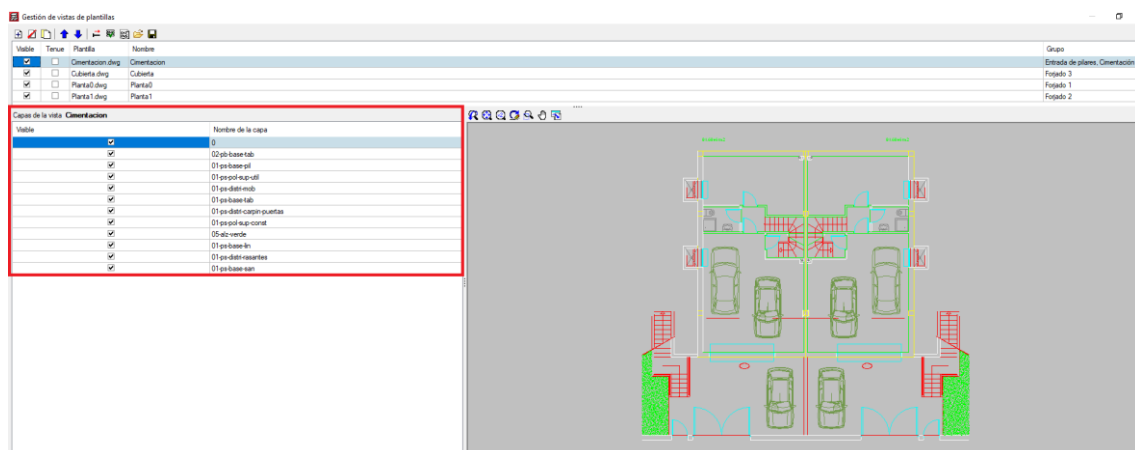 Gestión de vistas de plantillas
Visible Tenue Plantilla Nombre Grupo
Cimentacion.dwg Cimentacion Entrada de pilares, Cimentación
Cubierta.dwg Cubierta Forjado 3
Planta0.dwg Planta0 Forjado 1
Planta1.dwg Planta1 Forjado 2
Capas de la vista Cimentacion
Visible Nombre de la capa
0
02-pb-base-tab
01-ps-base-pil
01-ps-pol-sup-util
01-ps-distri-mob
01-ps-base-tab
01-ps-distri-carpin-puertas
01-ps-pol-sup-const
05-alz-verde
01-ps-base-lin
01-ps-distri-rasantes
01-ps-base-san